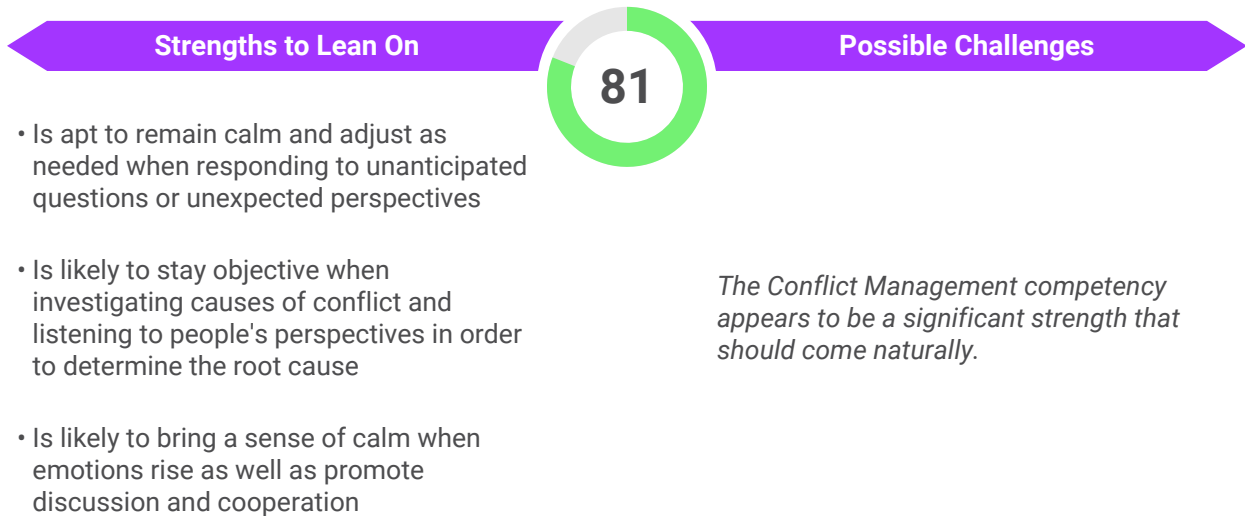 Strengths to Lean On
81
Possible Challenges
• Is apt to remain calm and adjust as
needed when responding to unanticipated
questions or unexpected perspectives
• Is likely to stay objective when
investigating causes of conflict and
listening to people's perspectives in order
to determine the root cause
• Is likely to bring a sense of calm when
emotions rise as well as promote
discussion and cooperation
The Conflict Management competency
appears to be a significant strength that
should come naturally.